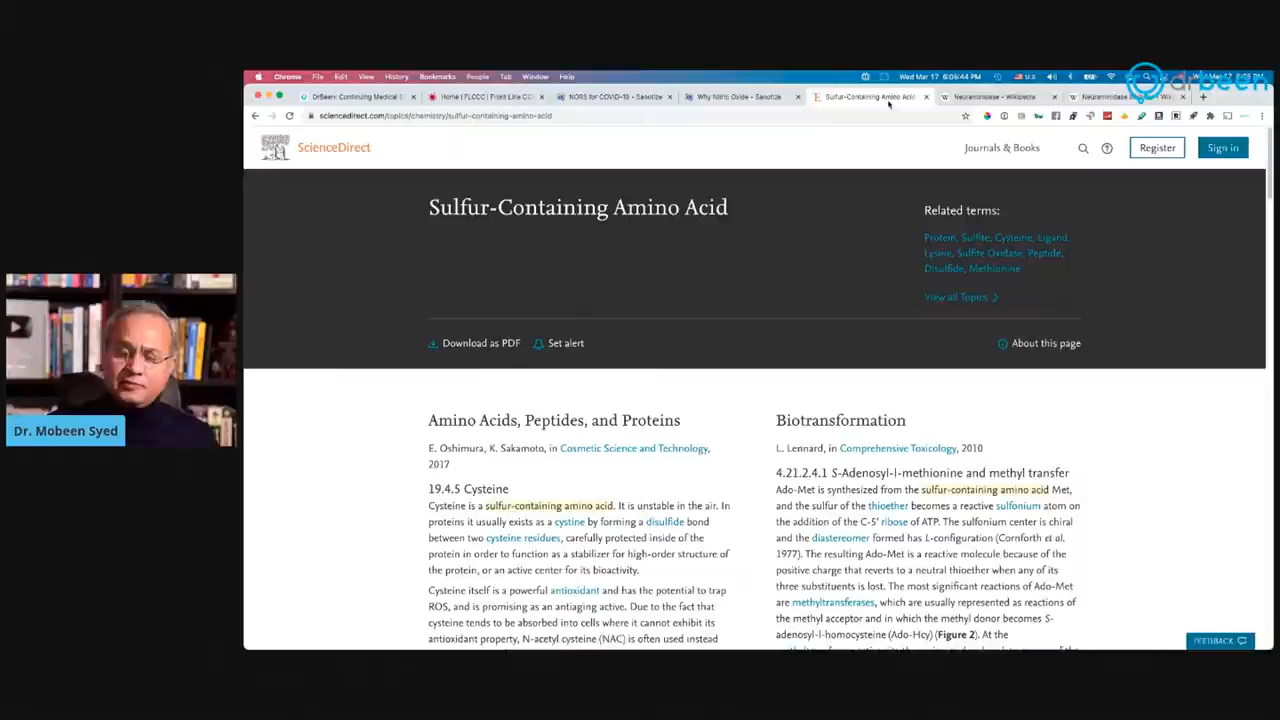 Chrome File Edit View History Bookmarks People Tab Window Help
U.S. Wed Mar 17 6:05:44 PM
drbeen
DrBeen: Continuing Medical E
Home | FLCCC | Front Line CO
NORS for COVID-19 - Sanotize
Why Nitric Oxide - Sanotize
Sulfur-Containing Amino Acid
Neuraminidase - Wikipedia
sciencedirect.com/topics/chemistry/sulfur-containing-amino-acid
ScienceDirect
Journals & Books
Register
Sign in
Sulfur-Containing Amino Acid
Related terms:
Protein, Sulfite, Cysteine, Ligand,
Lysine, Sulfite Oxidase, Peptide,
Disulfide, Methionine
View all Topics
Download as PDF
Set alert
About this page
Amino Acids, Peptides, and Proteins
E. Oshimura, K. Sakamoto, in Cosmetic Science and Technology,
2017
19.4.5 Cysteine
Cysteine is a sulfur-containing amino acid. It is unstable in the air. In
proteins it usually exists as a cystine by forming a disulfide bond
between two cysteine residues, carefully protected inside of the
protein in order to function as a stabilizer for high-order structure of
the protein, or an active center for its bioactivity.
Cysteine itself is a powerful antioxidant and has the potential to trap
ROS, and is promising as an antiaging active. Due to the fact that
cysteine tends to be absorbed into cells where it cannot exhibit its
antioxidant property, N-acetyl cysteine (NAC) is often used instead
Biotransformation
L. Lennard, in Comprehensive Toxicology, 2010
4.21.2.4.1 S-Adenosyl-l-methionine and methyl transfer
Ado-Met is synthesized from the sulfur-containing amino acid Met,
and the sulfur of the thioether becomes a reactive sulfonium atom on
the addition of the C-5′ ribose of ATP. The sulfonium center is chiral
and the diastereomer formed has L-configuration (Cornforth et al.
1977). The resulting Ado-Met is a reactive molecule because of the
positive charge that reverts to a neutral thioether when any of its
three substituents is lost. The most significant reactions of Ado-Met
are methyltransferases, which are usually represented as reactions of
the methyl acceptor and in which the methyl donor becomes S-
adenosyl-l-homocysteine (Ado-Hcy) (Figure 2). At the
FEEDBACK
Dr. Mobeen Syed